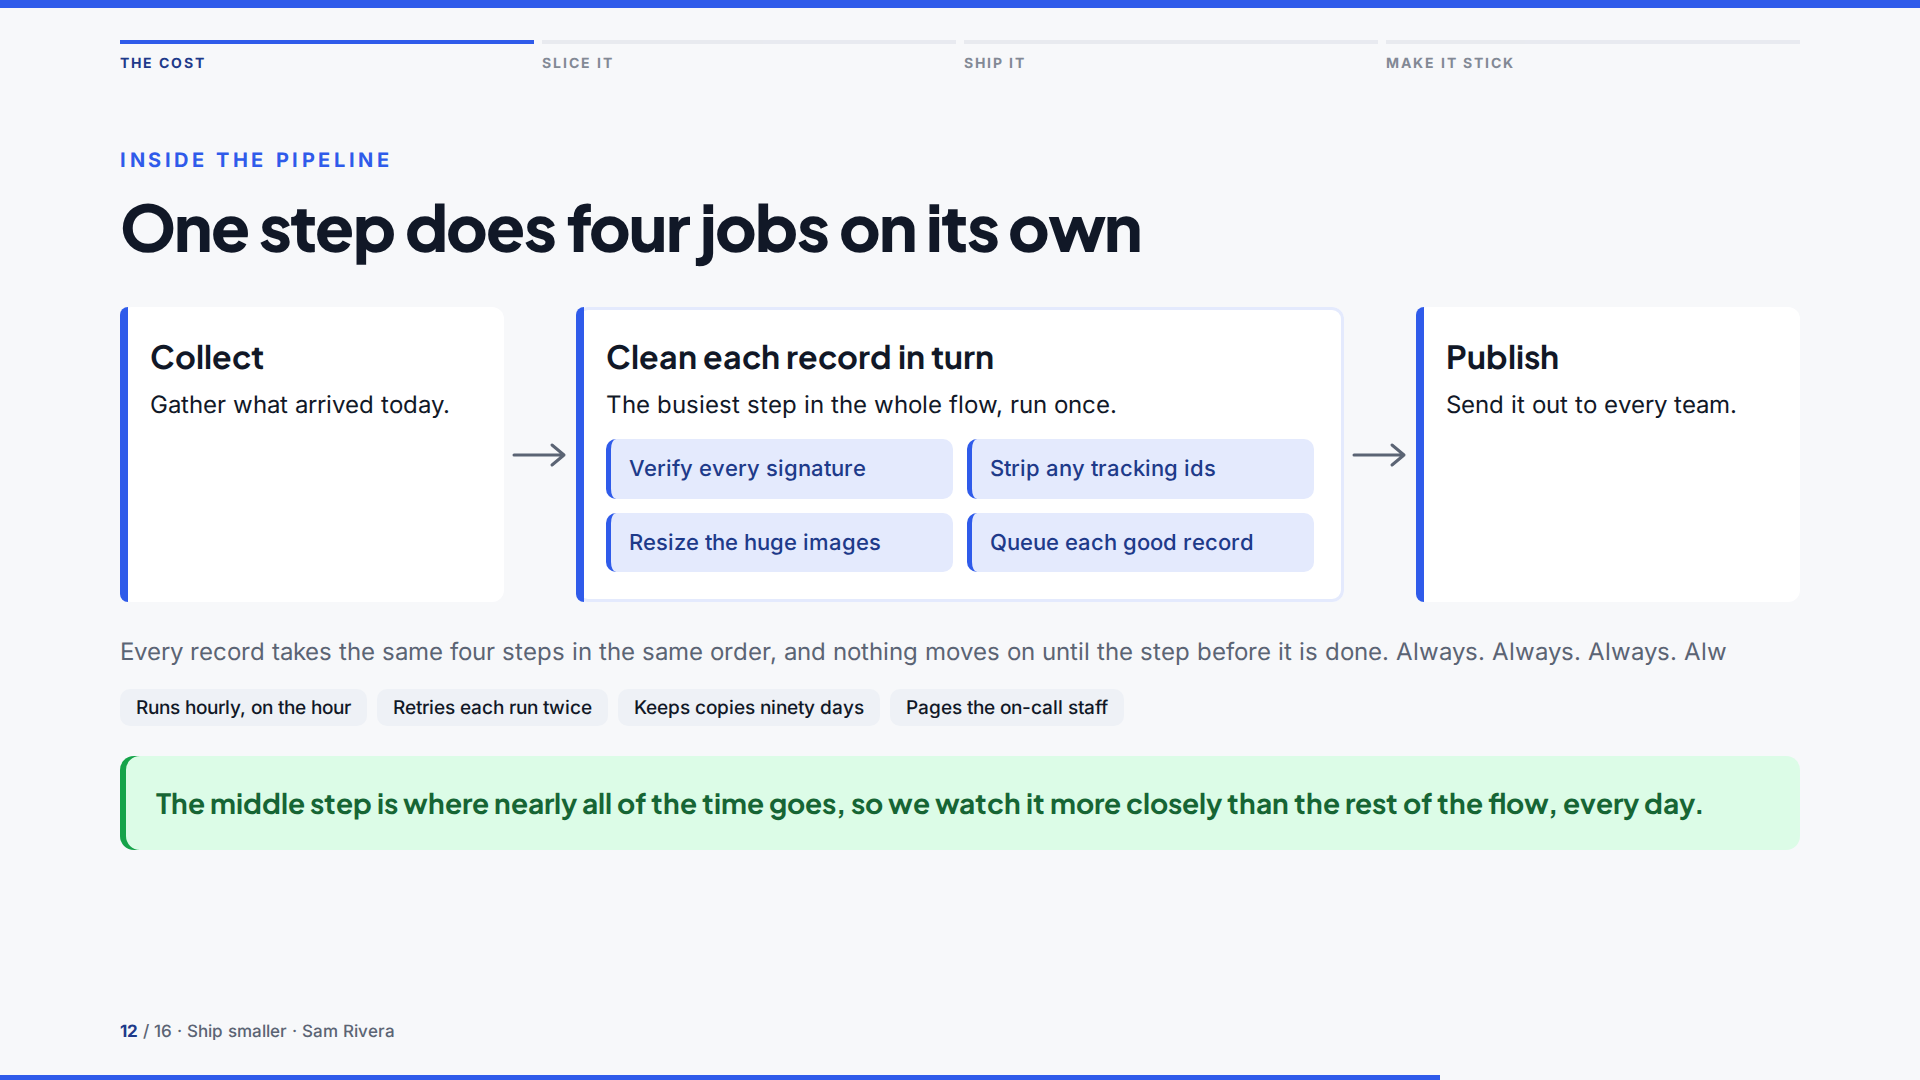 THE COST
SLICE IT
SHIP IT
MAKE IT STICK
INSIDE THE PIPELINE
One step does four jobs on its own
Collect
Gather what arrived today.
Clean each record in turn
The busiest step in the whole flow, run once.
Verify every signature
Strip any tracking ids
Resize the huge images
Queue each good record
Publish
Send it out to every team.
Every record takes the same four steps in the same order, and nothing moves on until the step before it is done. Always. Always. Always. Alw
Runs hourly, on the hour
Retries each run twice
Keeps copies ninety days
Pages the on-call staff
The middle step is where nearly all of the time goes, so we watch it more closely than the rest of the flow, every day.
12 / 16 · Ship smaller · Sam Rivera